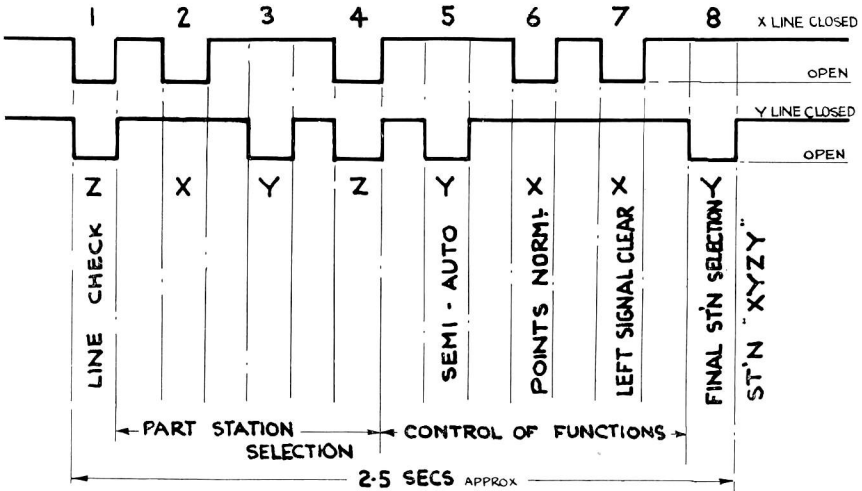 1 2 3 4 5 6 7 8 X LINE CLOSED
OPEN
Y LINE CLOSED
OPEN
Z X Y Z Y X X Y
LINE CHECK
SEMI - AUTO
POINTS NORML
LEFT SIGNAL CLEAR
FINAL ST'N SELECTION
ST'N "XYZY"
PART STATION
SELECTION
CONTROL OF FUNCTIONS
2·5 SECS APPROX